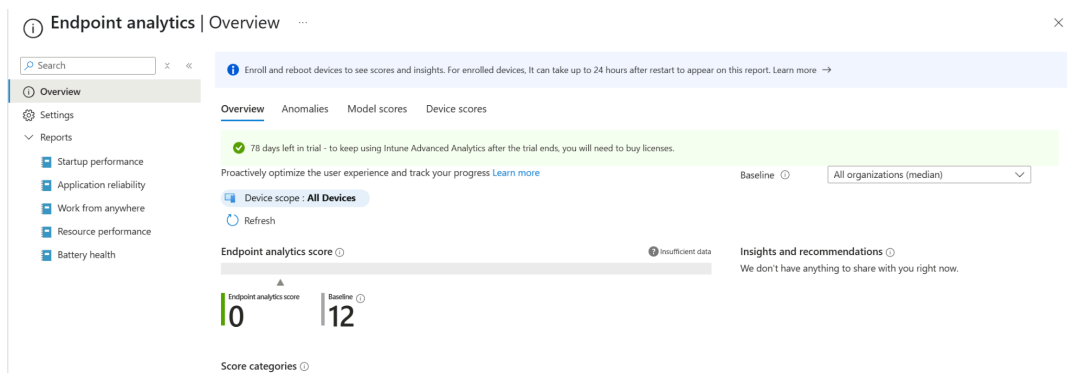 Endpoint analytics | Overview ...
Search
Overview
Settings
Reports
Startup performance
Application reliability
Work from anywhere
Resource performance
Battery health
Enroll and reboot devices to see scores and insights. For enrolled devices, It can take up to 24 hours after restart to appear on this report. Learn more →
Overview Anomalies Model scores Device scores
78 days left in trial - to keep using Intune Advanced Analytics after the trial ends, you will need to buy licenses.
Proactively optimize the user experience and track your progress Learn more
Baseline All organizations (median)
Device scope : All Devices
Refresh
Endpoint analytics score Insufficient data
Endpoint analytics score
0
Baseline
12
Insights and recommendations
We don't have anything to share with you right now.
Score categories